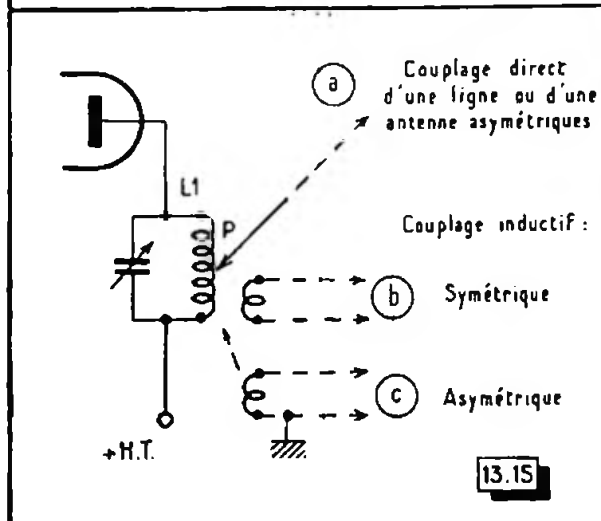 a
Couplage direct
d'une ligne ou d'une
antenne asymétriques
L1
P
Couplage inductif :
b
Symétrique
c
Asymétrique
+H.T.
13.15